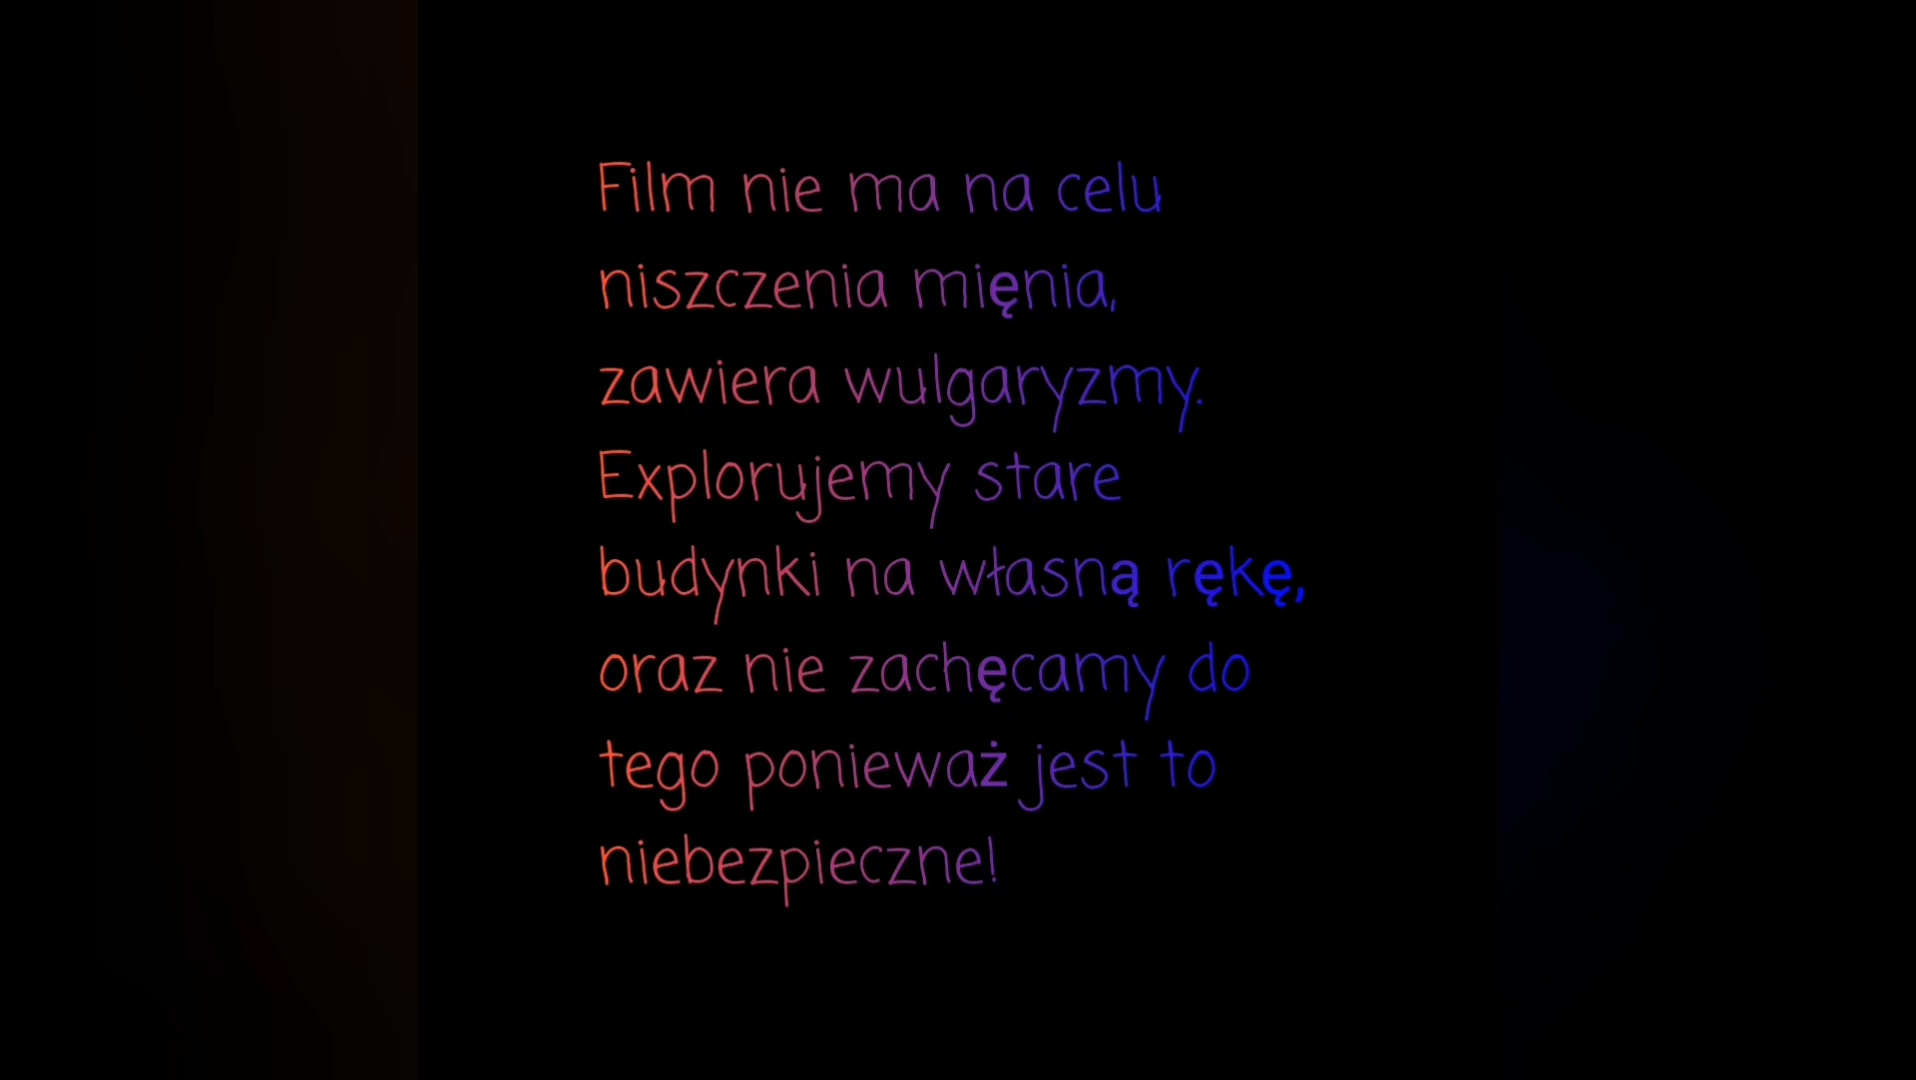 Film nie ma na celu
niszczenia mięnia,
zawiera wulgaryzmy.
Explorujemy stare
budynki na własną rękę,
oraz nie zachęcamy do
tego ponieważ jest to
niebezpieczne!